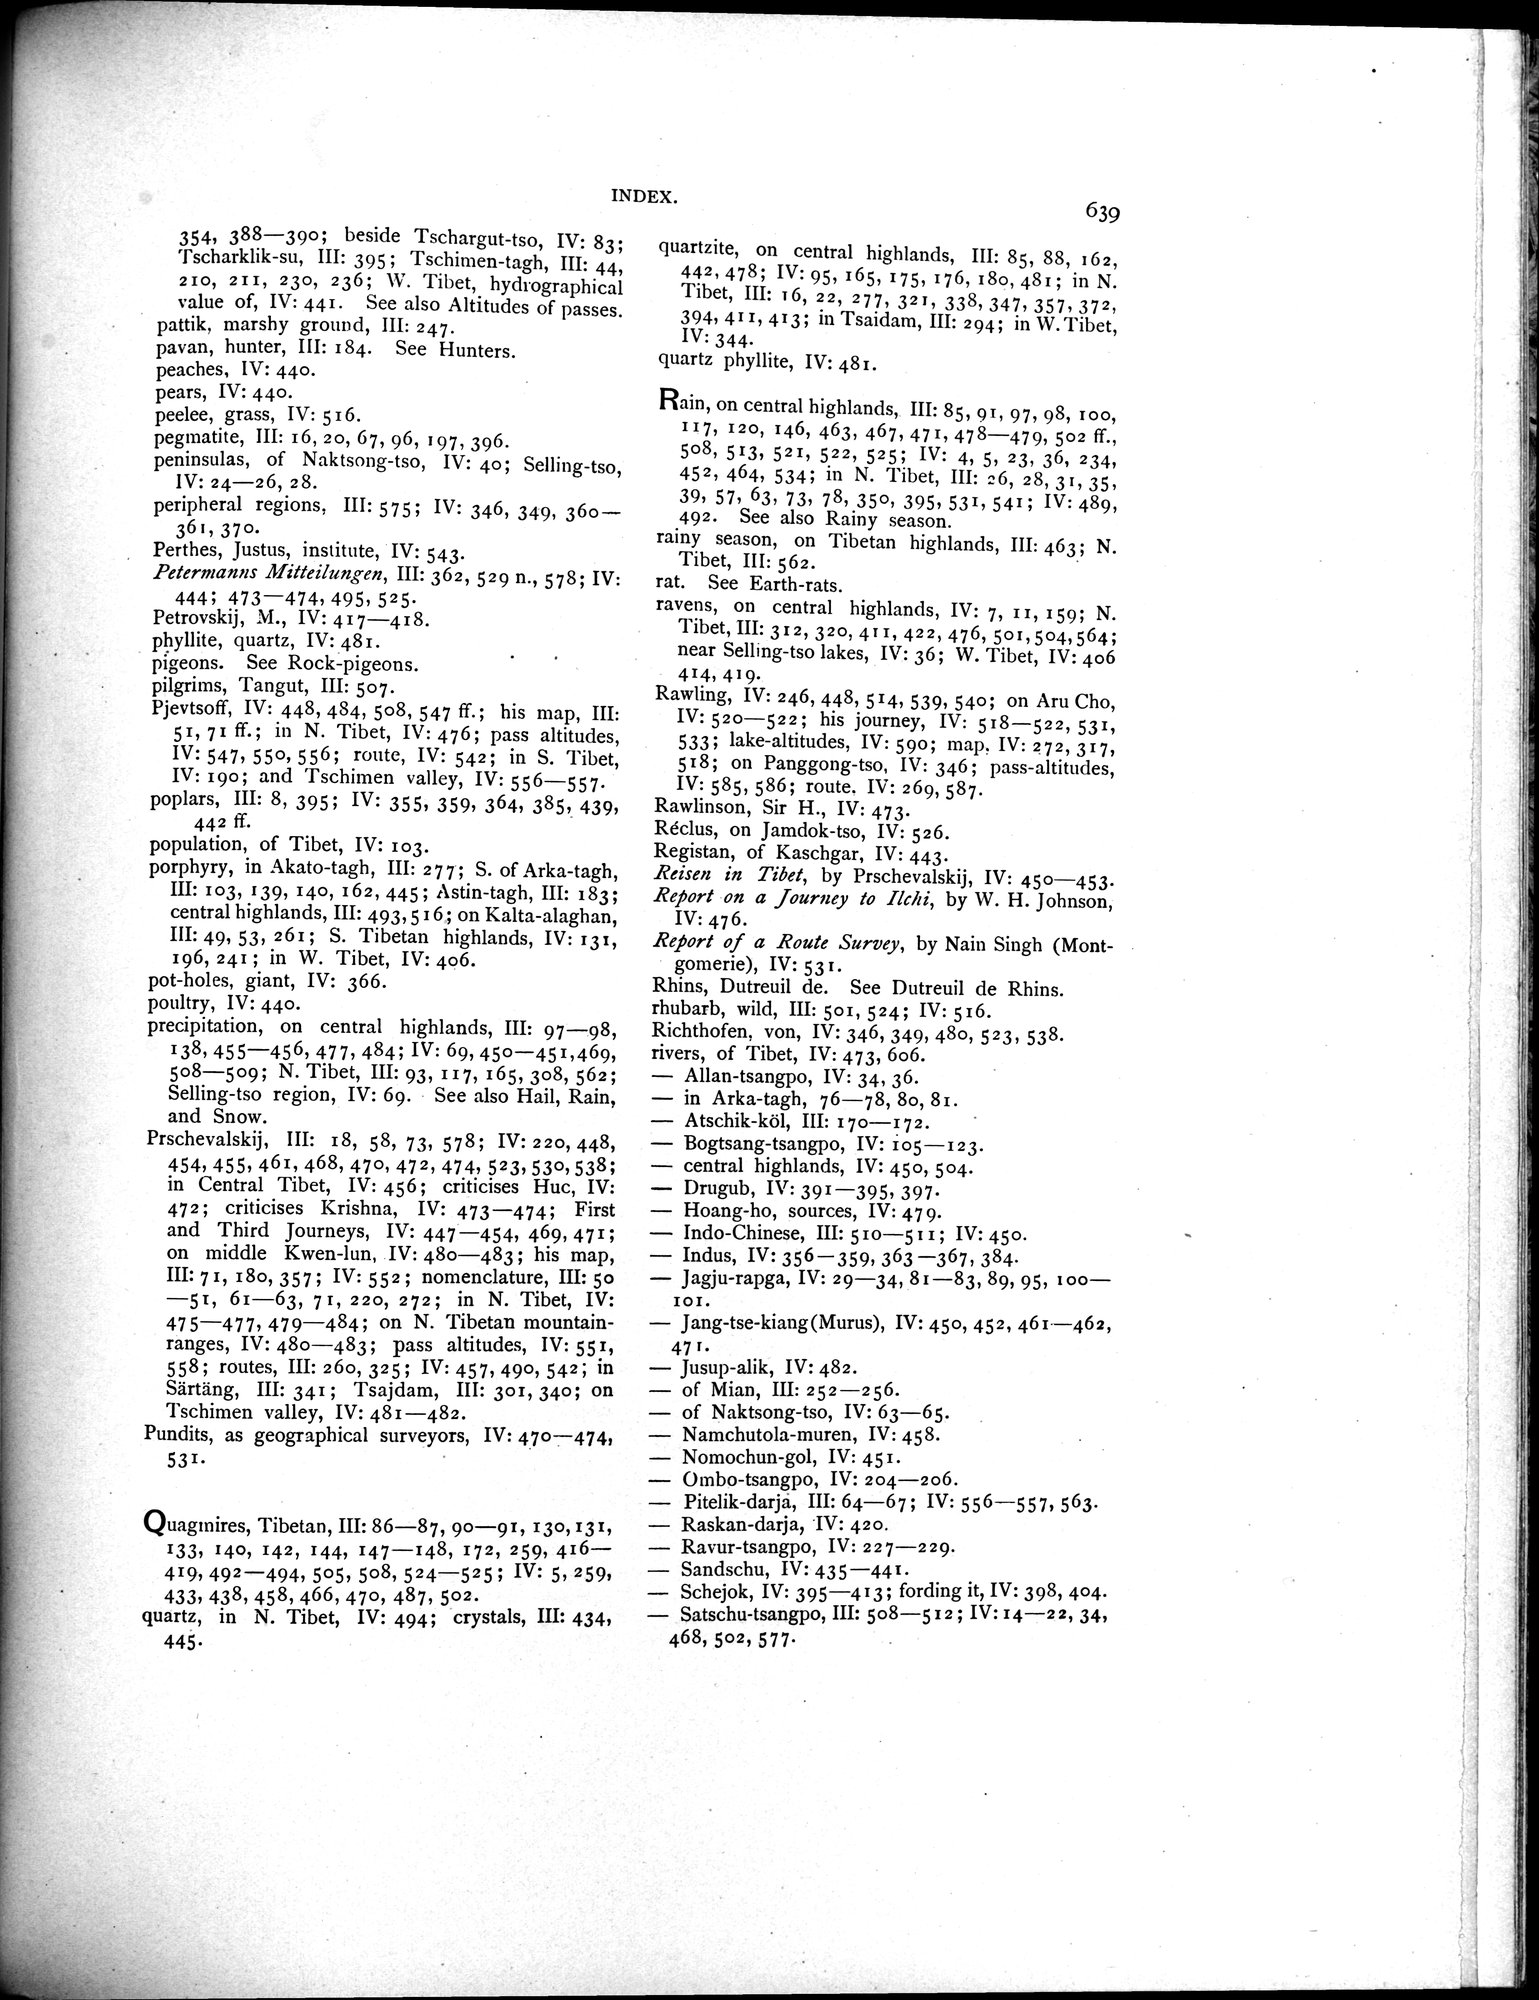 INDEX.
639
354, 388—390; beside Tschargut-tso, IV: 83;
Tscharklik-su, III: 395; Tschimen-tagh, III: 44,
210, 211, 230, 236; W. Tibet, hydrographical
value of, IV: 441. See also Altitudes of passes.
pattik, marshy ground, III: 247.
pavan, hunter, III: 184. See Hunters.
peaches, IV: 440.
pears, IV: 440.
peelee, grass, IV: 516.
pegmatite, III: 16, 20, 67, 96, 197, 396.
peninsulas, of Naktsong-tso, IV: 40; Selling-tso,
IV: 24—26, 28.
peripheral regions, III: 575; IV: 346, 349, 360—
361, 370.
Perthes, Justus, institute, IV: 543.
Petermanns Mitteilungen, III: 362, 529 n., 578; IV:
444; 473—474, 495, 525.
Petrovskij, M., IV: 417—418.
phyllite, quartz, IV: 481.
pigeons. See Rock-pigeons.
pilgrims, Tangut, III: 507.
Pjevtsoff, IV: 448, 484, 508, 547 ff.; his map, III:
51, 71 ff.; in N. Tibet, IV: 476; pass altitudes,
IV: 547, 550, 556; route, IV: 542; in S. Tibet,
IV: 190; and Tschimen valley, IV: 556—557.
poplars, III: 8, 395; IV: 355, 359, 364, 385, 439,
442 ff.
population, of Tibet, IV: 103.
porphyry, in Akato-tagh, III: 277; S. of Arka-tagh,
III: 103, 139, 140, 162, 445; Astin-tagh, III: 183;
central highlands, III: 493, 516; on Kalta-alaghan,
III: 49, 53, 261; S. Tibetan highlands, IV: 131,
196, 241; in W. Tibet, IV: 406.
pot-holes, giant, IV: 366.
poultry, IV: 440.
precipitation, on central highlands, III: 97—98,
138, 455—456, 477, 484; IV: 69, 450—451, 469,
508—509; N. Tibet, III: 93, 117, 165, 308, 562;
Selling-tso region, IV: 69. See also Hail, Rain,
and Snow.
Prschevalskij, III: 18, 58, 73, 578; IV: 220, 448,
454, 455, 461, 468, 470, 472, 474, 523, 530, 538;
in Central Tibet, IV: 456; criticises Huc, IV:
472; criticises Krishna, IV: 473—474; First
and Third Journeys, IV: 447—454, 469, 471;
on middle Kwen-lun, IV: 480—483; his map,
III: 71, 180, 357; IV: 552; nomenclature, III: 50
—51, 61—63, 71, 220, 272; in N. Tibet, IV:
475—477, 479—484; on N. Tibetan mountain-
ranges, IV: 480—483; pass altitudes, IV: 551,
558; routes, III: 260, 325; IV: 457, 490, 542; in
Särtäng, III: 341; Tsajdam, III: 301, 340; on
Tschimen valley, IV: 481—482.
Pundits, as geographical surveyors, IV: 470—474,
531.
Quagmires, Tibetan, III: 86—87, 90—91, 130, 131,
133, 140, 142, 144, 147—148, 172, 259, 416—
419, 492—494, 505, 508, 524—525; IV: 5, 259,
433, 438, 458, 466, 470, 487, 502.
quartz, in N. Tibet, IV: 494; crystals, III: 434,
445.
quartzite, on central highlands, III: 85, 88, 162,
442, 478; IV: 95, 165, 175, 176, 180, 481; in N.
Tibet, III: 16, 22, 277, 321, 338, 347, 357, 372,
394, 411, 413; in Tsaidam, III: 294; in W. Tibet,
IV: 344.
quartz phyllite, IV: 481.
Rain, on central highlands, III: 85, 91, 97, 98, 100,
117, 120, 146, 463, 467, 471, 478—479, 502 ff.,
508, 513, 521, 522, 525; IV: 4, 5, 23, 36, 234,
452, 464, 534; in N. Tibet, III: 26, 28, 31, 35,
39, 57, 63, 73, 78, 350, 395, 531, 541; IV: 489,
492. See also Rainy season.
rainy season, on Tibetan highlands, III: 463; N.
Tibet, III: 562.
rat. See Earth-rats.
ravens, on central highlands, IV: 7, 11, 159; N.
Tibet, III: 312, 320, 411, 422, 476, 501, 504, 564;
near Selling-tso lakes, IV: 36; W. Tibet, IV: 406
414, 419.
Rawling, IV: 246, 448, 514, 539, 540; on Aru Cho,
IV: 520—522; his journey, IV: 518—522, 531,
533; lake-altitudes, IV: 590; map, IV: 272, 317,
518; on Panggong-tso, IV: 346; pass-altitudes,
IV: 585, 586; route, IV: 269, 587.
Rawlinson, Sir H., IV: 473.
Réclus, on Jamdok-tso, IV: 526.
Registan, of Kaschgar, IV: 443.
Reisen in Tibet, by Prschevalskij, IV: 450—453.
Report on a Journey to Ilchi, by W. H. Johnson,
IV: 476.
Report of a Route Survey, by Nain Singh (Mont-
gomerie), IV: 531.
Rhins, Dutreuil de. See Dutreuil de Rhins.
rhubarb, wild, III: 501, 524; IV: 516.
Richthofen, von, IV: 346, 349, 480, 523, 538.
rivers, of Tibet, IV: 473, 606.
— Allan-tsangpo, IV: 34, 36.
— in Arka-tagh, 76—78, 80, 81.
— Atschik-köl, III: 170—172.
— Bogtsang-tsangpo, IV: 105—123.
— central highlands, IV: 450, 504.
— Drugub, IV: 391—395, 397.
— Hoang-ho, sources, IV: 479.
— Indo-Chinese, III: 510—511; IV: 450.
— Indus, IV: 356—359, 363—367, 384.
— Jagju-rapga, IV: 29—34, 81—83, 89, 95, 100—
101.
— Jang-tse-kiang (Murus), IV: 450, 452, 461—462,
471.
— Jusup-alik, IV: 482.
— of Mian, III: 252—256.
— of Naktsong-tso, IV: 63—65.
— Namchutola-muren, IV: 458.
— Nomochun-gol, IV: 451.
— Ombo-tsangpo, IV: 204—206.
— Pitelik-darja, III: 64—67; IV: 556—557, 563.
— Raskan-darja, IV: 420.
— Ravur-tsangpo, IV: 227—229.
— Sandschu, IV: 435—441.
— Schejok, IV: 395—413; fording it, IV: 398, 404.
— Satschu-tsangpo, III: 508—512; IV: 14—22, 34,
468, 502, 577.